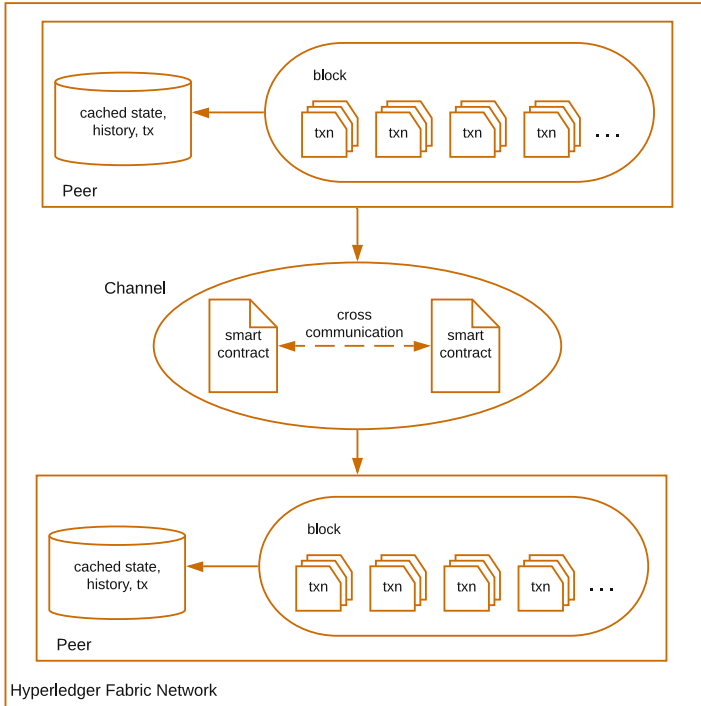 block
cached state,
history, tx
txn txn txn txn ...
Peer
Channel
cross
communication
smart
contract
smart
contract
block
cached state,
history, tx
txn txn txn txn ...
Peer
Hyperledger Fabric Network